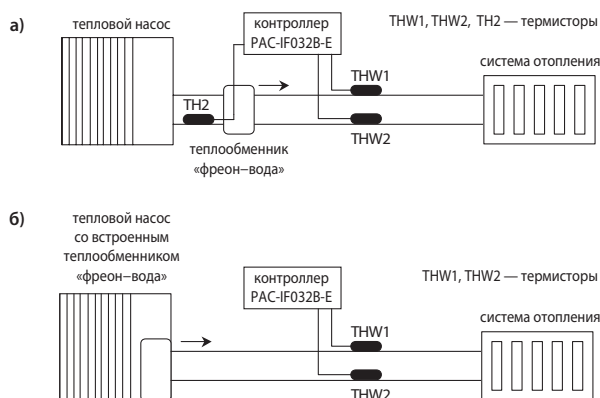 а)
тепловой насос
контроллер
PAC-IF032B-E
THW1, THW2, TH2 — термисторы
система отопления
THW1
TH2
THW2
теплообменник
«фреон–вода»
б)
тепловой насос
со встроенным
теплообменником
«фреон–вода»
контроллер
PAC-IF032B-E
THW1, THW2 — термисторы
система отопления
THW1
THW2